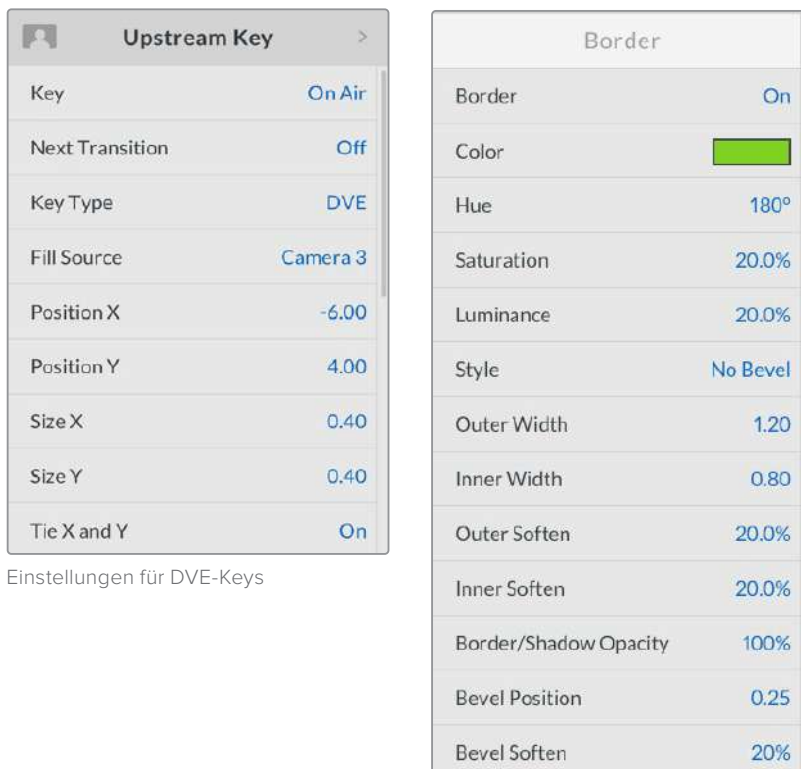 Upstream Key >
Key On Air
Next Transition Off
Key Type DVE
Fill Source Camera 3
Position X -6.00
Position Y 4.00
Size X 0.40
Size Y 0.40
Tie X and Y On
Einstellungen für DVE-Keys
Border
Border On
Color
Hue 180°
Saturation 20.0%
Luminance 20.0%
Style No Bevel
Outer Width 1.20
Inner Width 0.80
Outer Soften 20.0%
Inner Soften 20.0%
Border/Shadow Opacity 100%
Bevel Position 0.25
Bevel Soften 20%